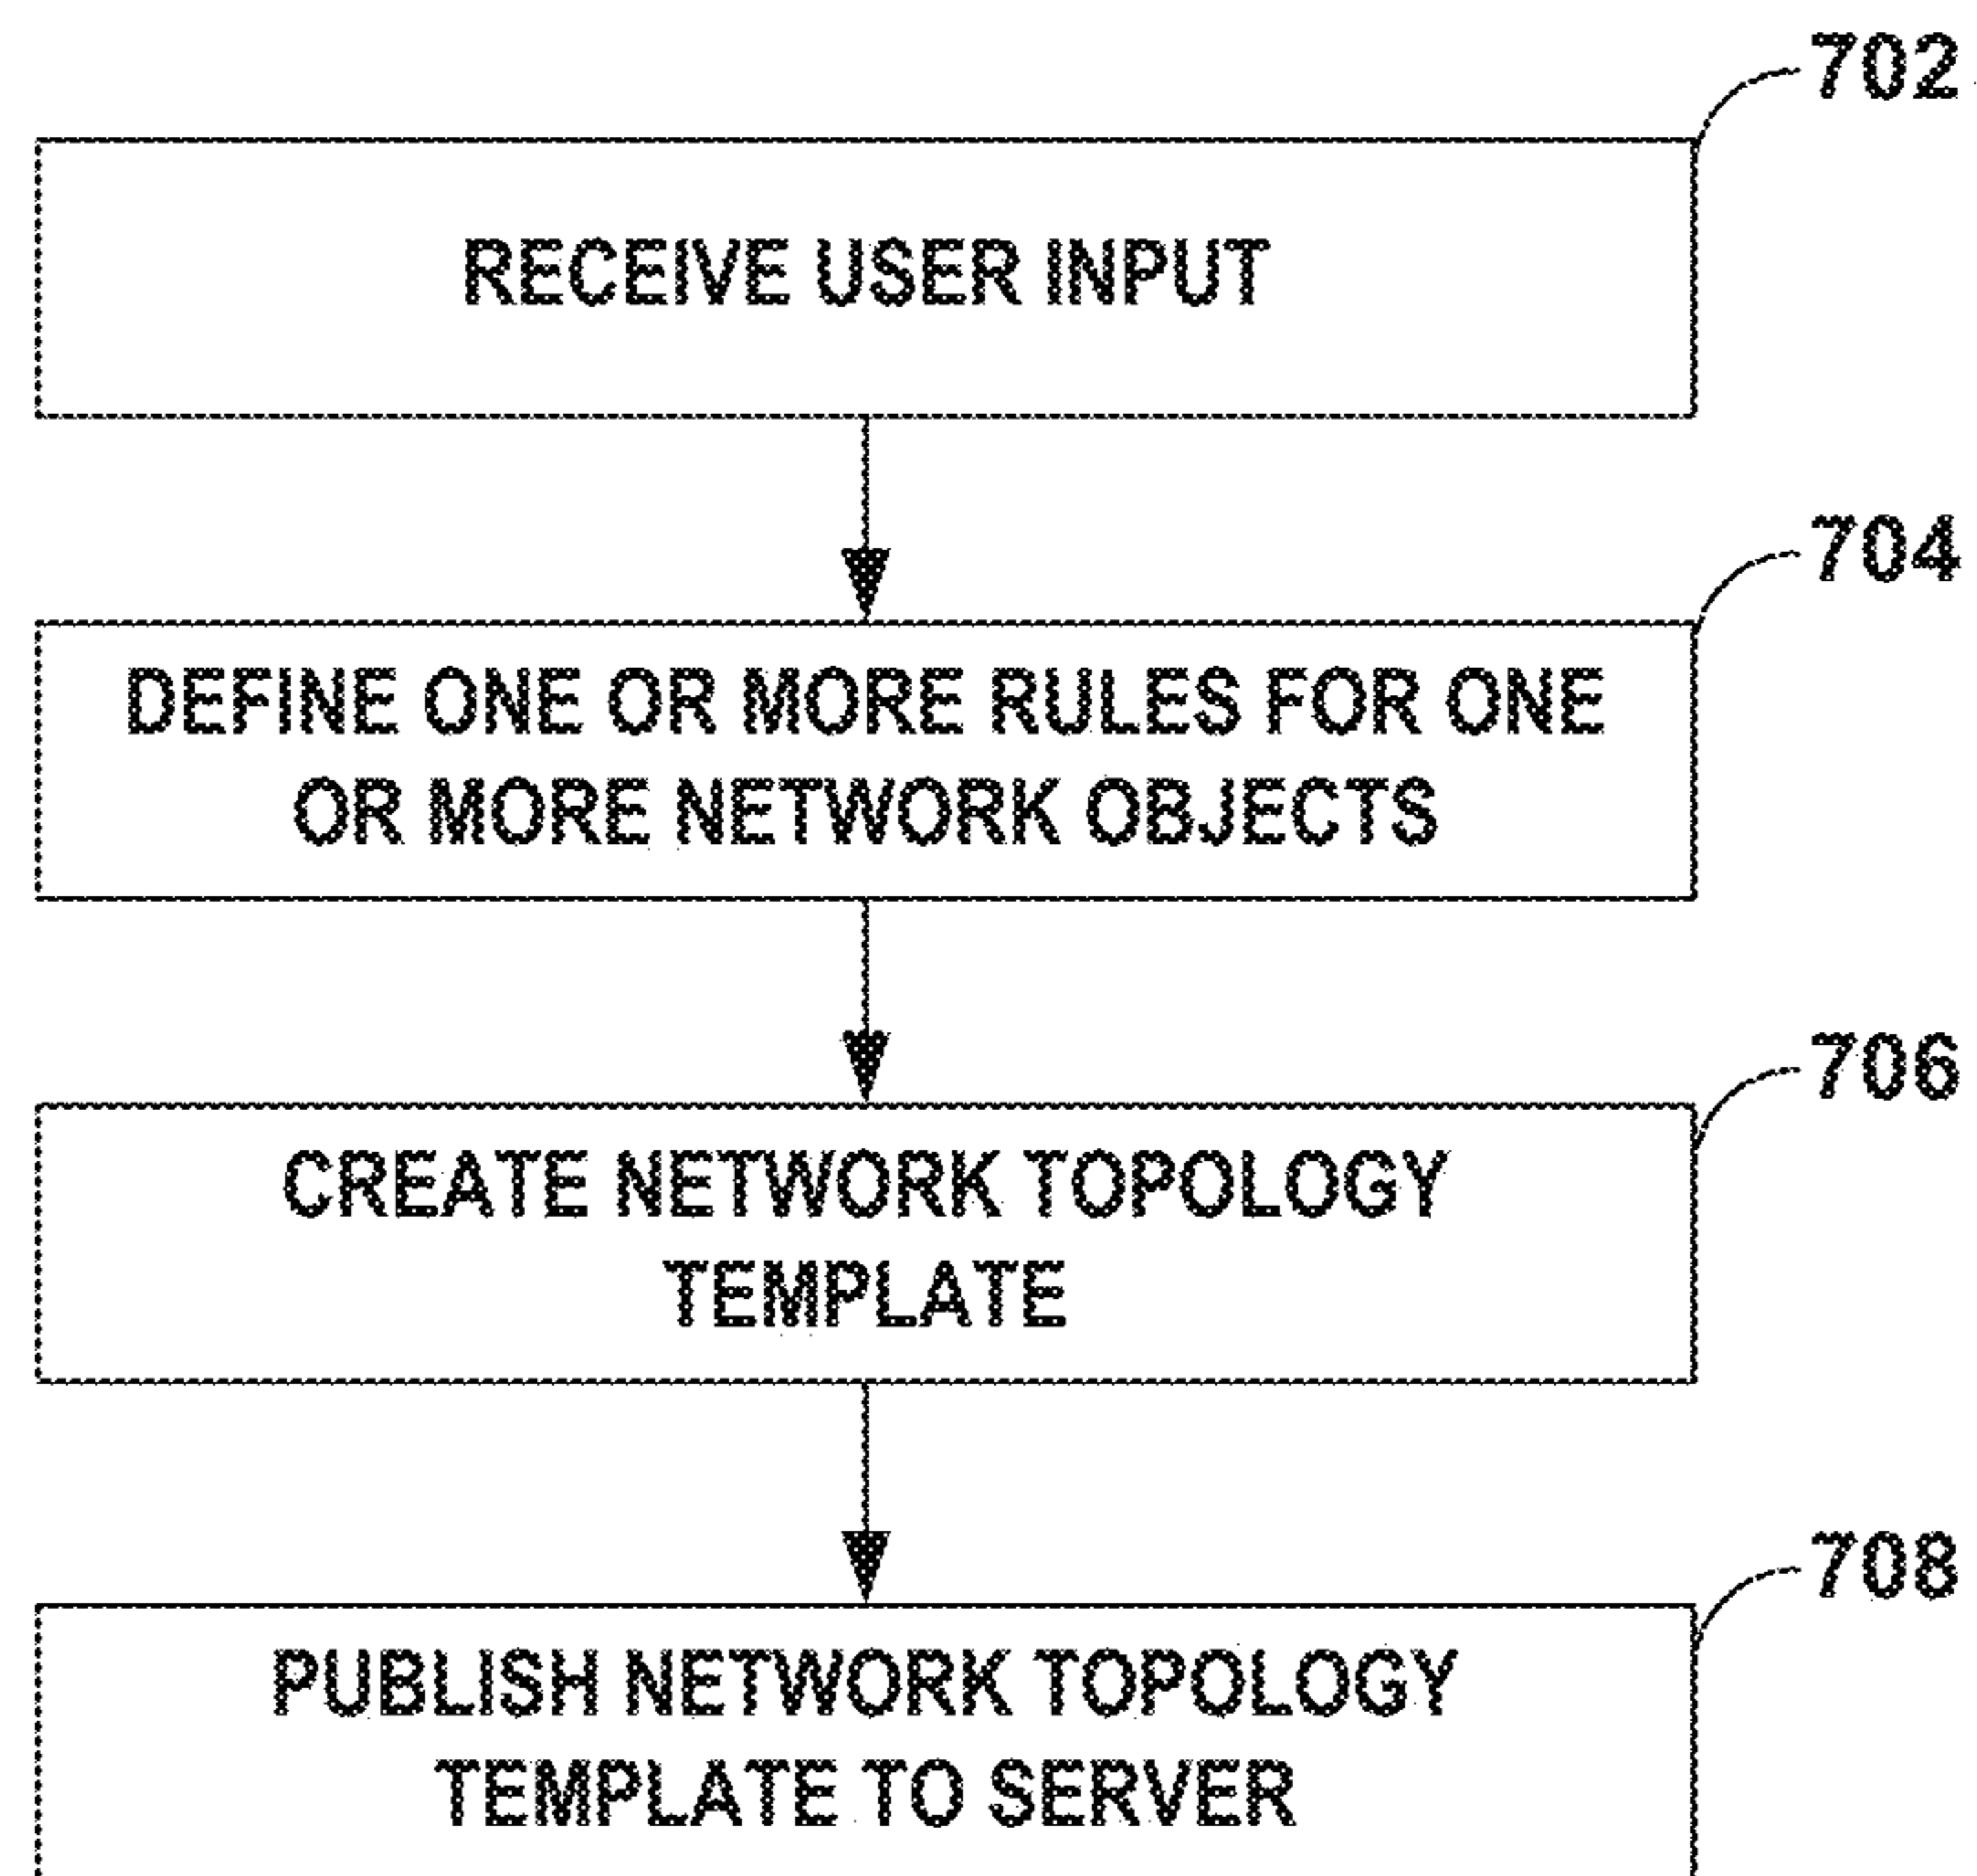 702
RECEIVE USER INPUT
704
DEFINE ONE OR MORE RULES FOR ONE
OR MORE NETWORK OBJECTS
706
CREATE NETWORK TOPOLOGY
TEMPLATE
708
PUBLISH NETWORK TOPOLOGY
TEMPLATE TO SERVER